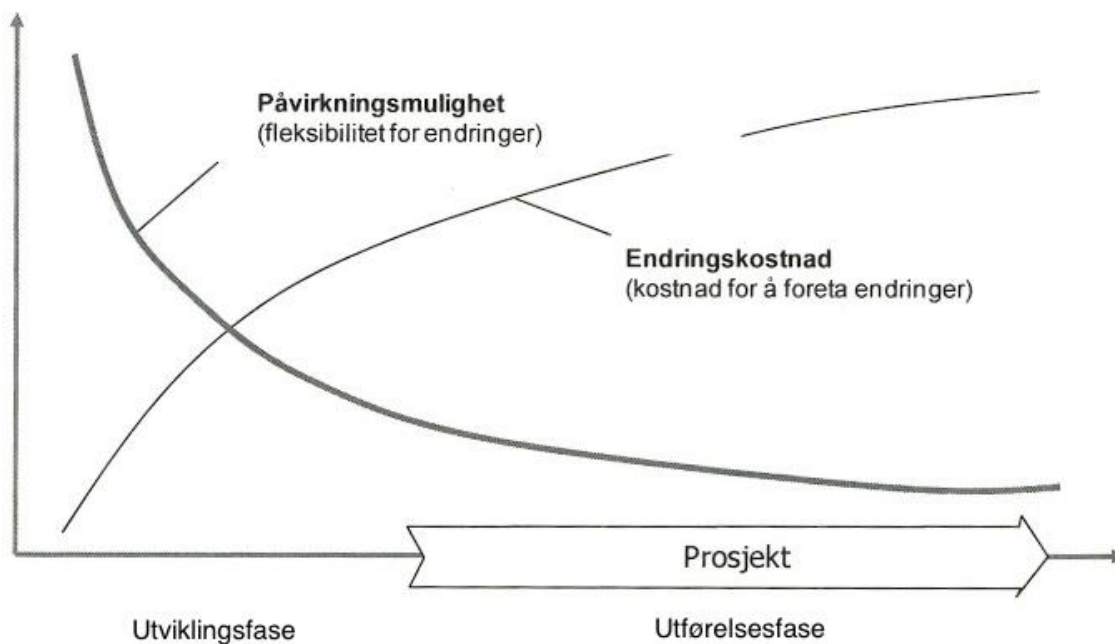 Påvirkningsmulighet
(fleksibilitet for endringer)
Endringskostnad
(kostnad for å foreta endringer)
Prosjekt
Utviklingsfase
Utførelsesfase